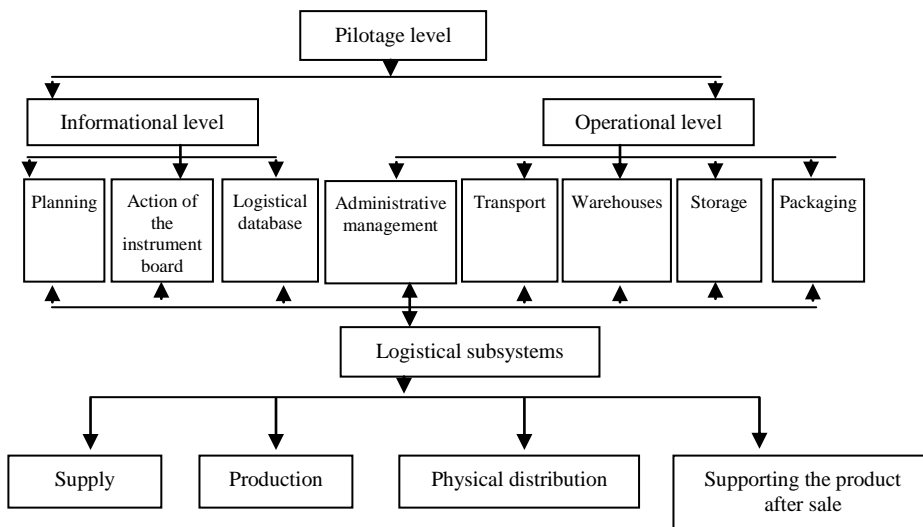 Pilotage level
Informational level
Operational level
Planning
Action of
the
instrument
board
Logistical
database
Administrative
management
Transport
Warehouses
Storage
Packaging
Logistical subsystems
Supply
Production
Physical distribution
Supporting the product
after sale